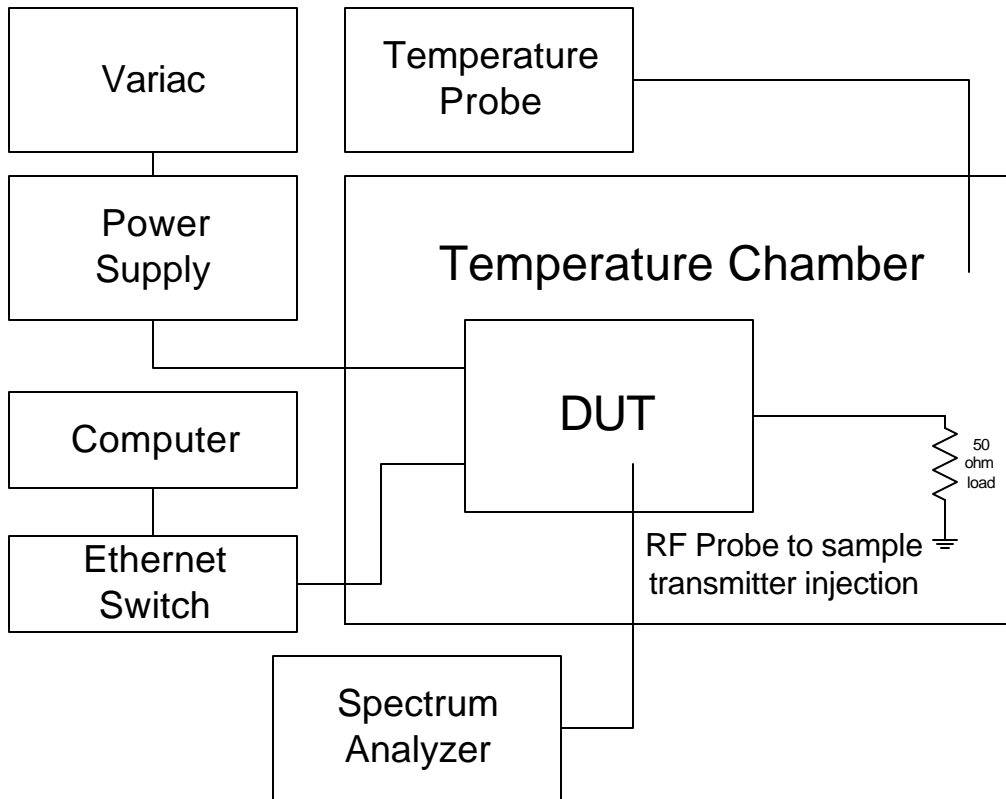 Variac
Temperature
Probe
Power
Supply
Temperature Chamber
DUT
Computer
50
ohm
load
Ethernet
Switch
RF Probe to sample
transmitter injection
Spectrum
Analyzer